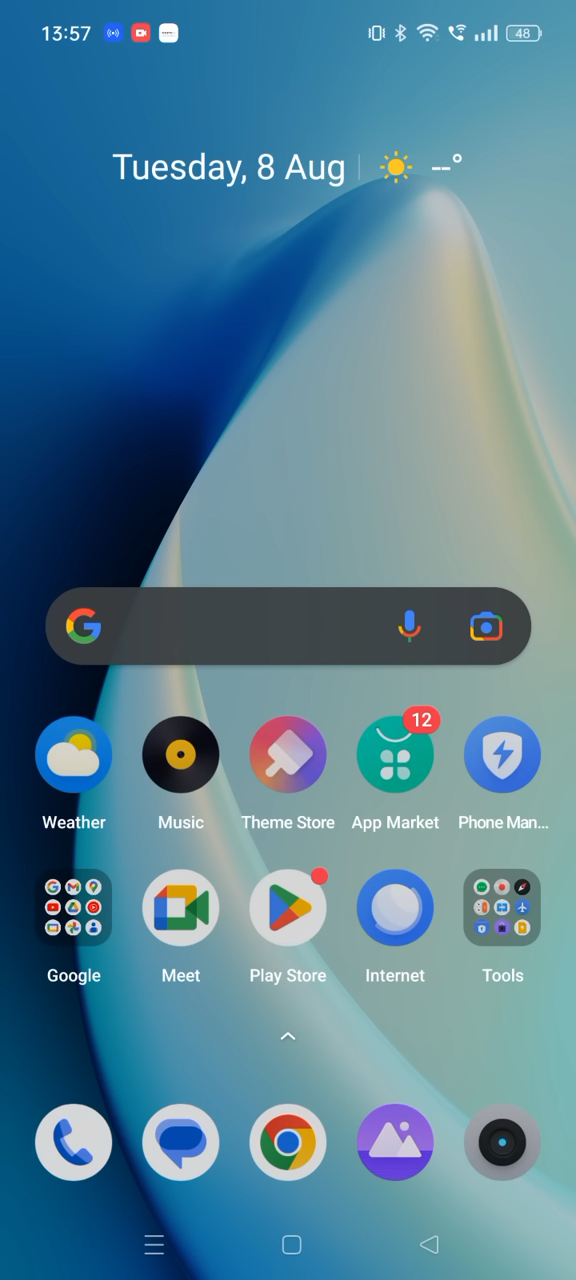 13:57
48
Tuesday, 8 Aug | --°
12
Weather Music Theme Store App Market Phone Man...
Google Meet Play Store Internet Tools